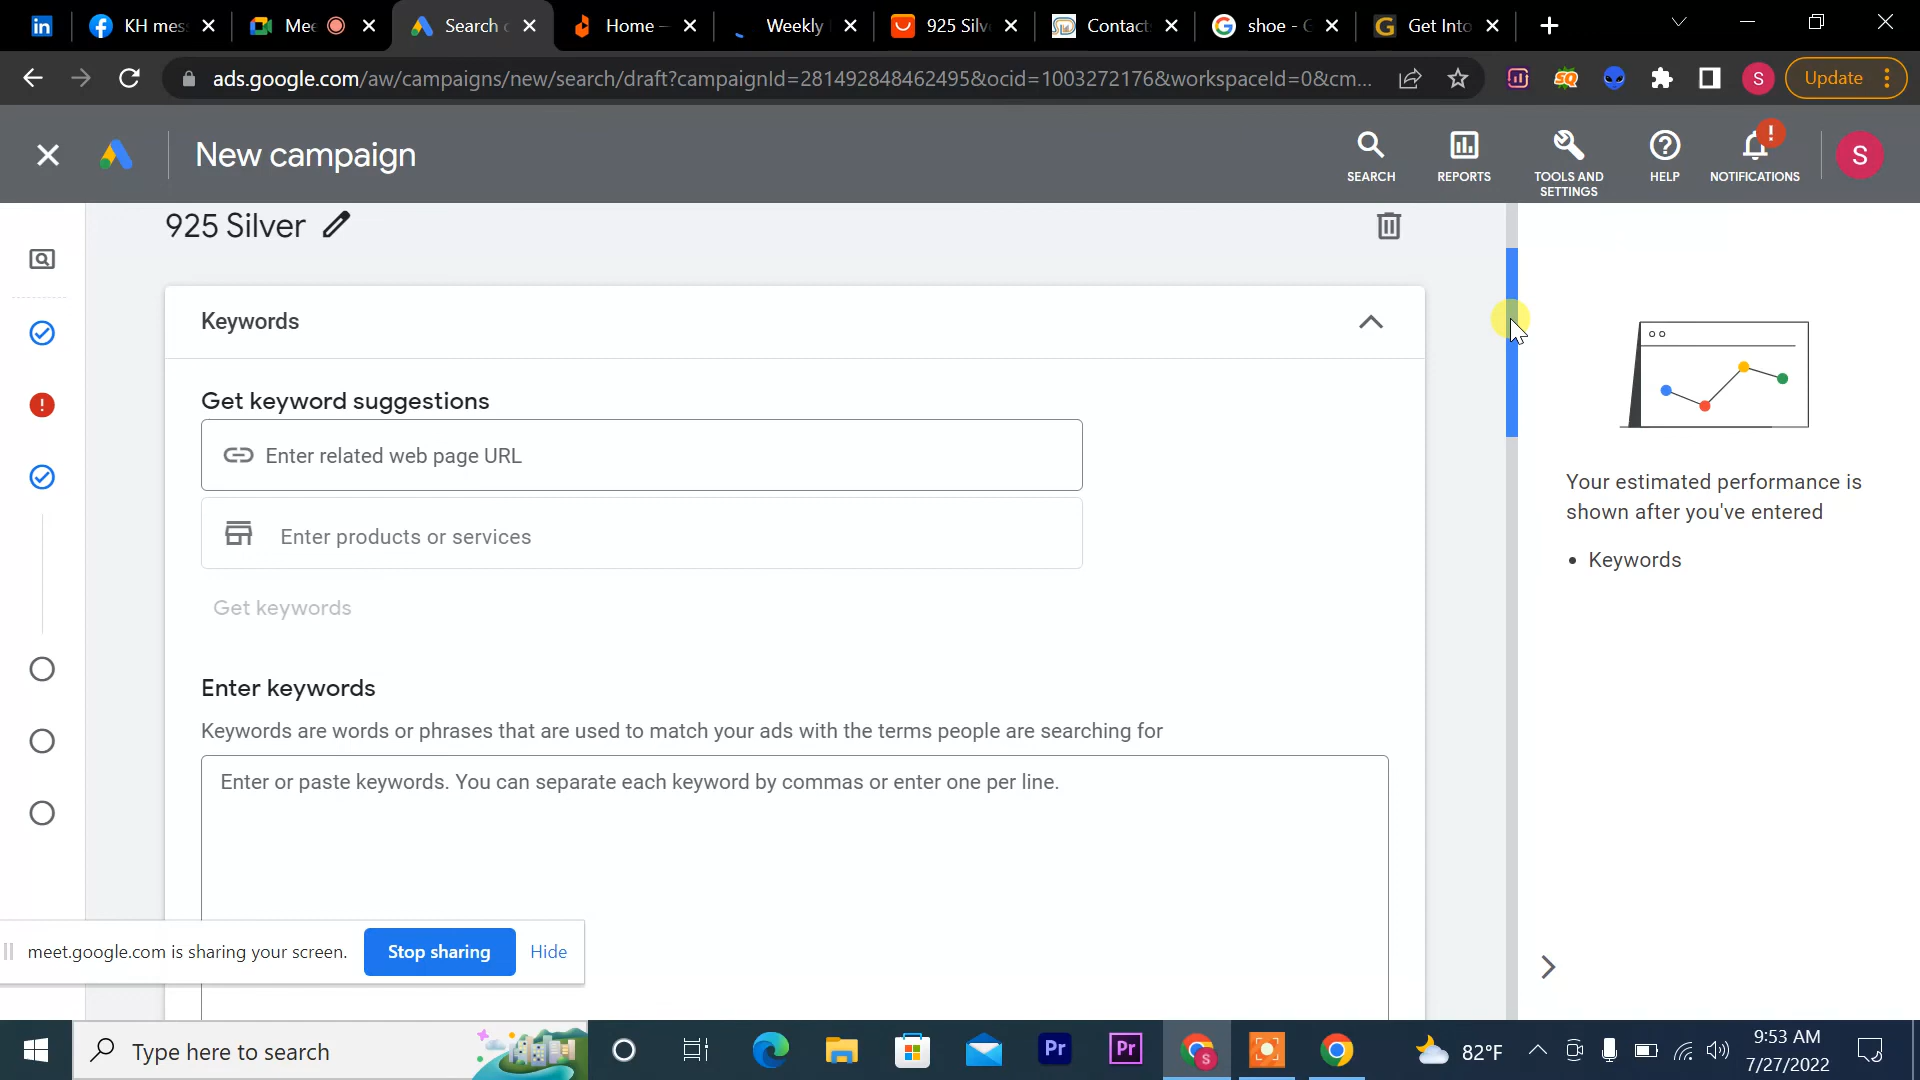 KH mes
Mee
Search c
Home –
Weekly
925 Silv
Contact
shoe - G
Get Into
ads.google.com/aw/campaigns/new/search/draft?campaignId=281492848462495&ocid=1003272176&workspaceId=0&cm...
S
Update
New campaign
SEARCH
REPORTS
TOOLS AND
SETTINGS
HELP
NOTIFICATIONS
S
925 Silver
Keywords
Get keyword suggestions
Enter related web page URL
Enter products or services
Get keywords
Enter keywords
Keywords are words or phrases that are used to match your ads with the terms people are searching for
Enter or paste keywords. You can separate each keyword by commas or enter one per line.
Your estimated performance is
shown after you've entered
• Keywords
meet.google.com is sharing your screen.
Stop sharing
Hide
Type here to search
Pr
Pr
S
82°F
9:53 AM
7/27/2022